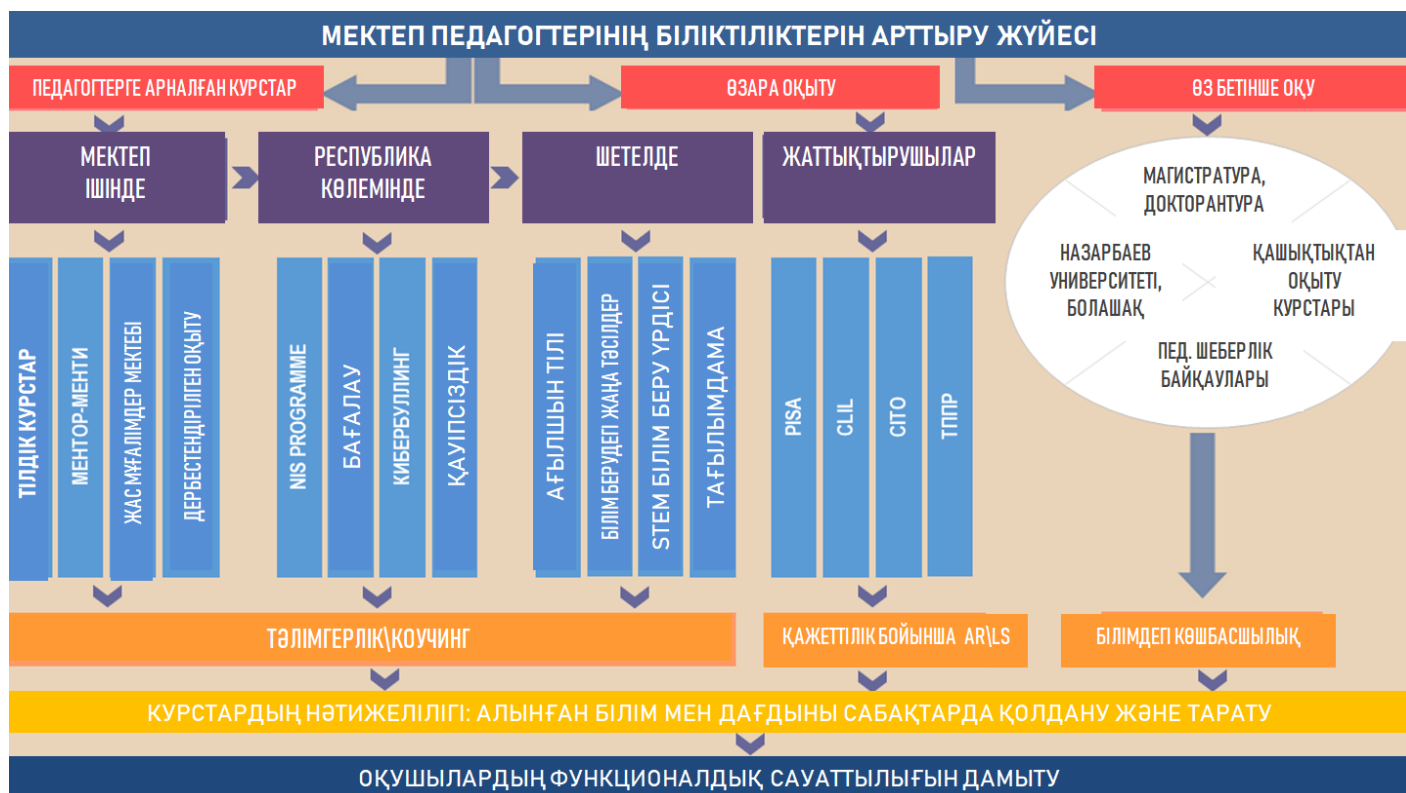 МЕКТЕП ПЕДАГОГТЕРІНІҢ БІЛІКТІЛІКТЕРІН АРТТЫРУ ЖҮЙЕСІ
ПЕДАГОГТЕРГЕ АРНАЛҒАН КУРСТАР
ӨЗАРА ОҚЫТУ
ӨЗ БЕТІНШЕ ОҚУ
МЕКТЕП
ІШІНДЕ
РЕСПУБЛИКА
КӨЛЕМІНДЕ
ШЕТЕЛДЕ
ЖАТТЫҚТЫРУШЫЛАР
МАГИСТРАТУРА,
ДОКТОРАНТУРА
НАЗАРБАЕВ
УНИВЕРСИТЕТІ,
БОЛАШАҚ
ҚАШЫҚТЫҚТАН
ОҚЫТУ
КУРСТАРЫ
ПЕД. ШЕБЕРЛІК
БАЙҚАУЛАРЫ
ТІЛДІК КУРСТАР
МЕНТОР-МЕНТИ
ЖАС МҰҒАЛІМДЕР МЕКТЕБІ
ДЕРБЕСТЕНДІРІЛГЕН ОҚЫТУ
NIS PROGRAMME
БАҒАЛАУ
КИБЕРБУЛЛИНГ
ҚАУІПСІЗДІК
АҒЫЛШЫН ТІЛІ
БІЛІМ БЕРУДЕГІ ЖАҢА ТӘСІЛДЕР
STEM БІЛІМ БЕРУ ҮРДІСІ
ТАҒЫЛЫМДАМА
PISA
CLIL
CITO
ТППР
ТӘЛІМГЕРЛІК\КОУЧИНГ
ҚАЖЕТТІЛІК БОЙЫНША AR\LS
БІЛІМДЕГІ КӨШБАСШЫЛЫҚ
КУРСТАРДЫҢ НӘТИЖЕЛІЛІГІ: АЛЫНҒАН БІЛІМ МЕН ДАҒДЫНЫ САБАҚТАРДА ҚОЛДАНУ ЖӘНЕ ТАРАТУ
ОҚУШЫЛАРДЫҢ ФУНКЦИОНАЛДЫҚ САУАТТЫЛЫҒЫН ДАМЫТУ